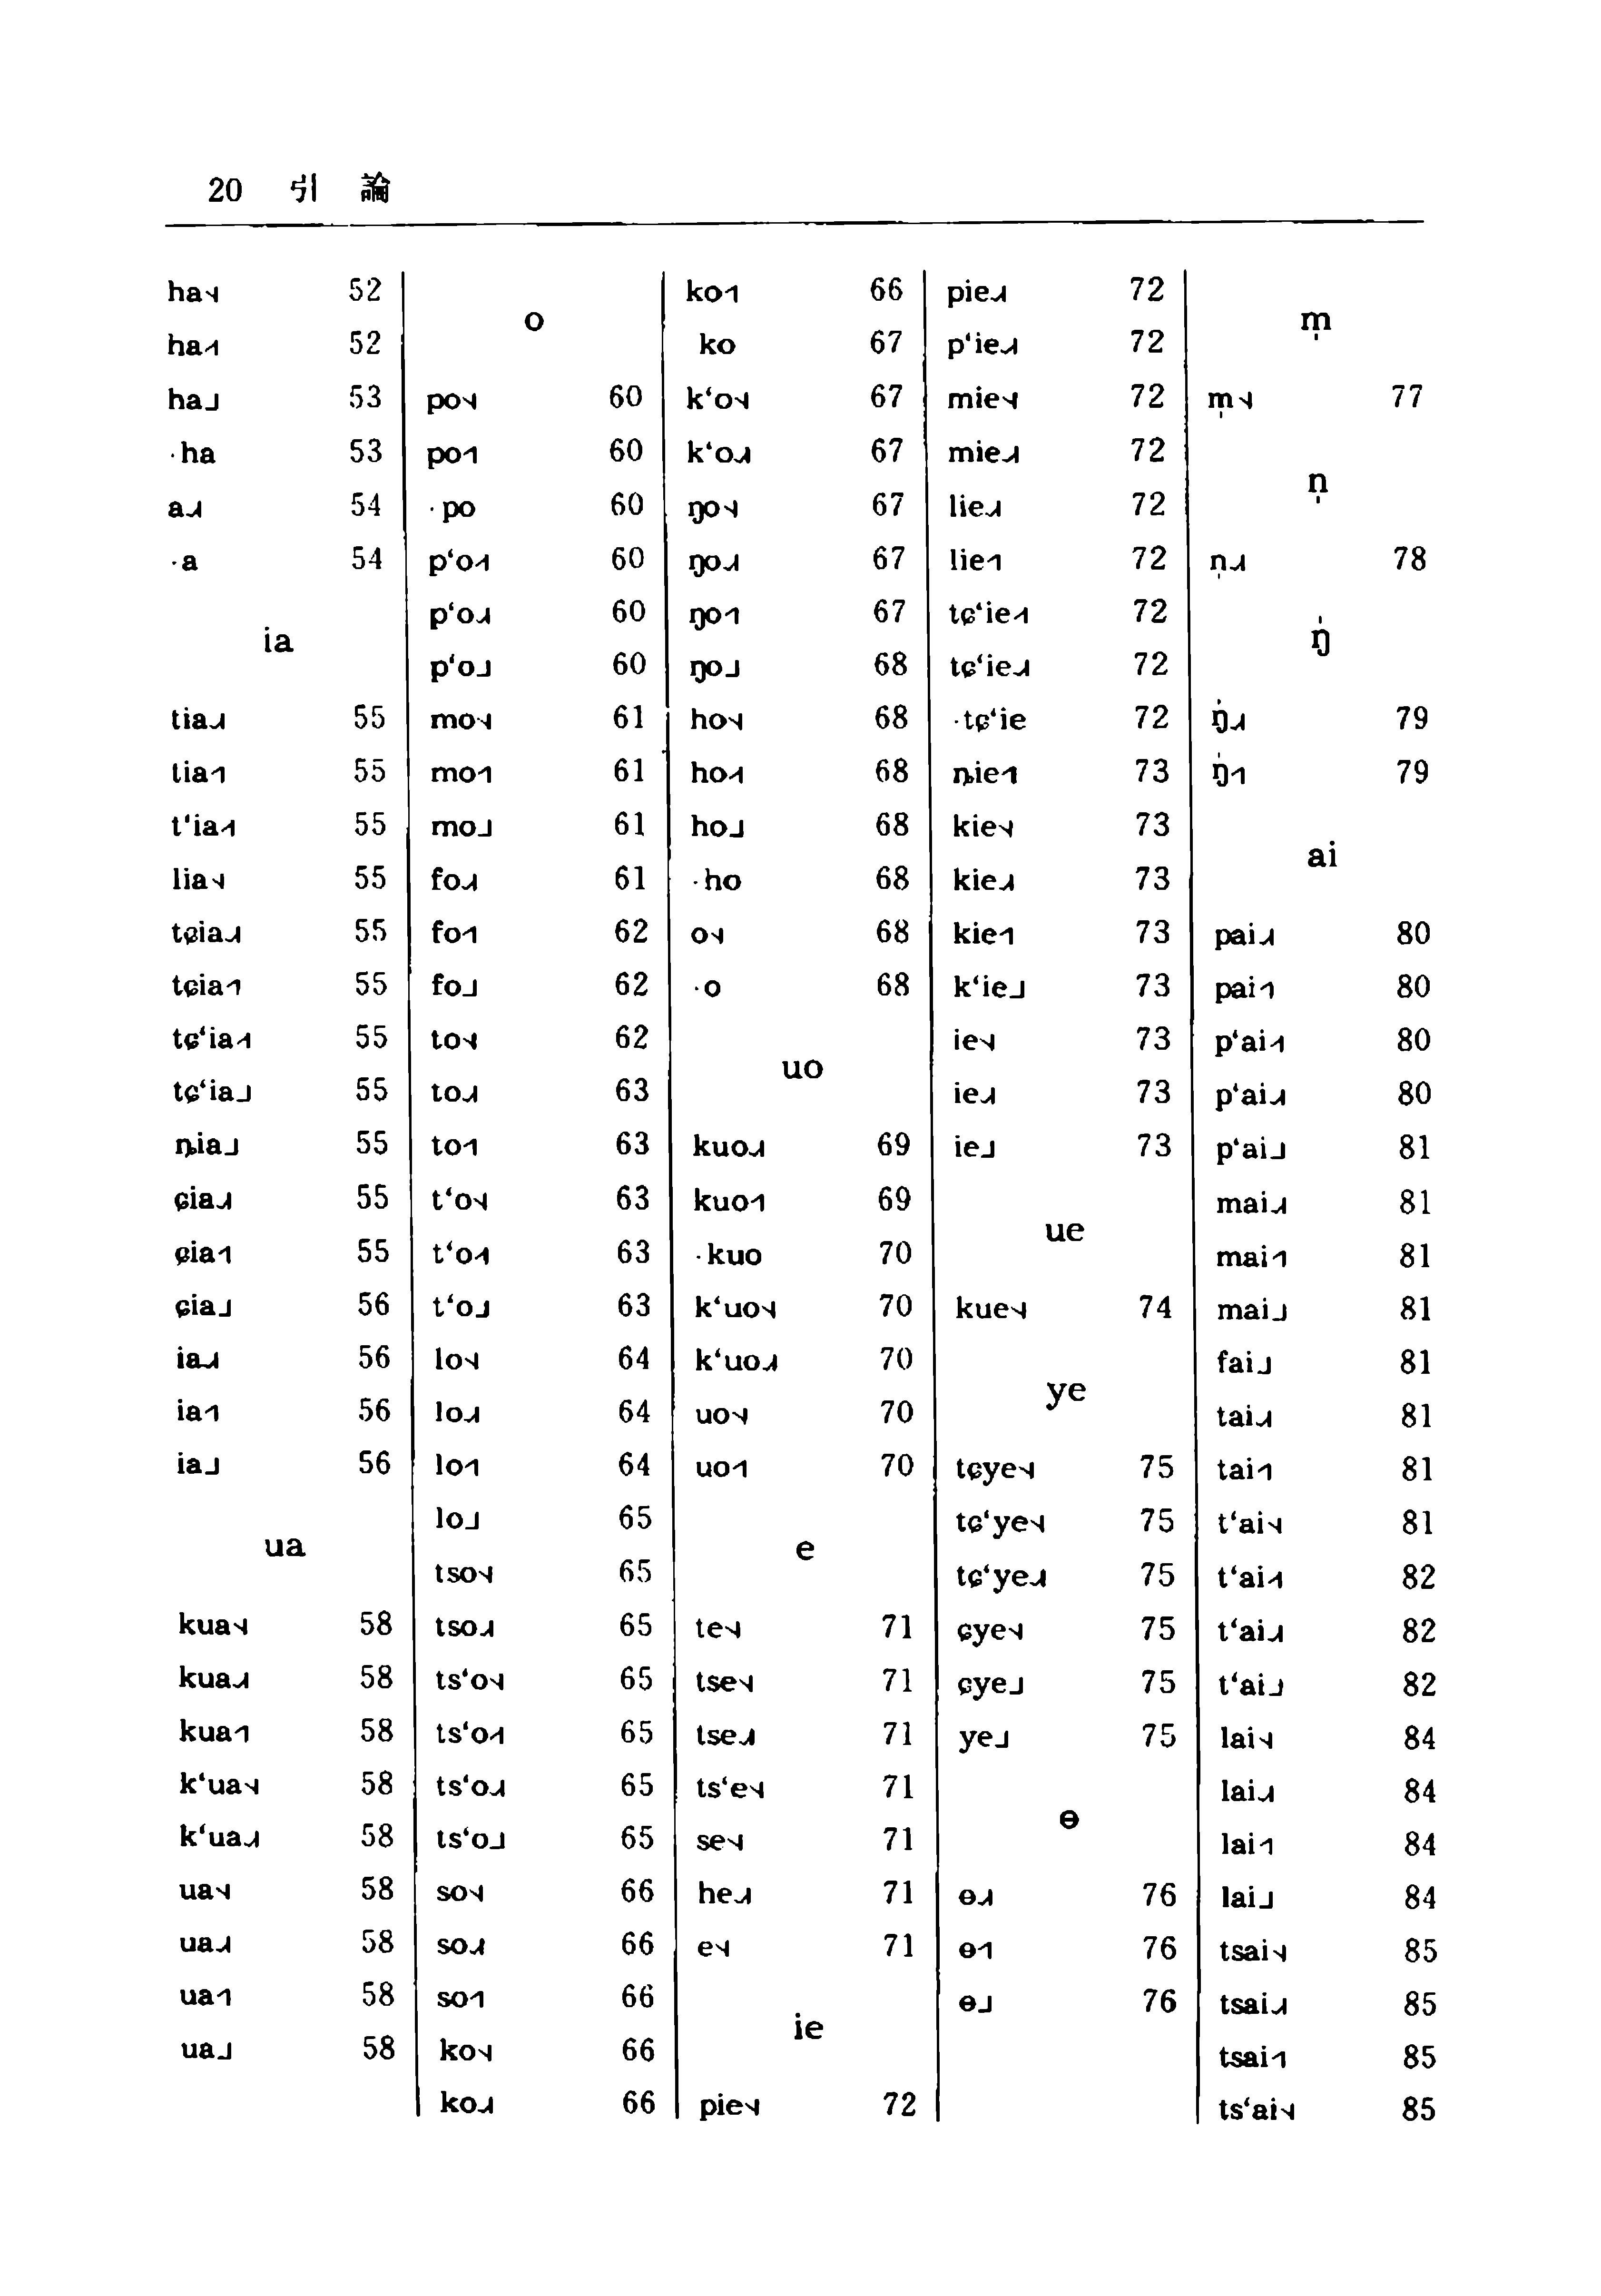 20 引 論
ha˦˨ 52
ha˨˦ 52
ha˨˩ 53
·ha 53
a˨˩˧ 54
·a 54
ia
tia˨˩˧ 55
tia˦˥ 55
t‘ia˨˦ 55
lia˦˨ 55
tɕia˨˩˧ 55
tɕia˦˥ 55
tɕ‘ia˨˦ 55
tɕ‘ia˨˩ 55
ȵia˨˩ 55
ɕia˨˩˧ 55
ɕia˦˥ 55
ɕia˨˩ 56
ia˨˩˧ 56
ia˦˥ 56
ia˨˩ 56
ua
kua˦˨ 58
kua˨˩˧ 58
kua˦˥ 58
k‘ua˦˨ 58
k‘ua˨˩˧ 58
ua˦˨ 58
ua˨˩˧ 58
ua˦˥ 58
ua˨˩ 58
o
po˦˨ 60
po˦˥ 60
·po 60
p‘o˨˦ 60
p‘o˨˩˧ 60
p‘o˨˩ 60
mo˦˨ 61
mo˦˥ 61
mo˨˩ 61
fo˨˩˧ 61
fo˦˥ 62
fo˨˩ 62
to˦˨ 62
to˨˩˧ 63
to˦˥ 63
t‘o˦˨ 63
t‘o˨˦ 63
t‘o˨˩ 63
lo˦˨ 64
lo˨˩˧ 64
lo˦˥ 64
lo˨˩ 65
tso˦˨ 65
tso˨˩˧ 65
ts‘o˦˨ 65
ts‘o˨˦ 65
ts‘o˨˩˧ 65
ts‘o˨˩ 65
so˦˨ 66
so˨˩˧ 66
so˦˥ 66
ko˦˨ 66
ko˨˩˧ 66
ko˦˥ 66
ko 67
k‘o˦˨ 67
k‘o˨˩˧ 67
ŋo˦˨ 67
ŋo˨˩˧ 67
ŋo˦˥ 67
ŋo˨˩ 68
ho˦˨ 68
ho˨˦ 68
ho˨˩ 68
·ho 68
o˦˨ 68
·o 68
uo
kuo˨˩˧ 69
kuo˦˥ 69
·kuo 70
k‘uo˦˨ 70
k‘uo˨˩˧ 70
uo˦˨ 70
uo˦˥ 70
e
te˦˨ 71
tse˦˨ 71
tse˨˩˧ 71
ts‘e˦˨ 71
se˦˨ 71
he˨˩˧ 71
e˦˨ 71
ie
pie˦˨ 72
pie˨˩˧ 72
p‘ie˨˩˧ 72
mie˦˨ 72
mie˨˩˧ 72
lie˨˩˧ 72
lie˦˥ 72
tɕ‘ie˨˦ 72
tɕ‘ie˨˩˧ 72
·tɕ‘ie 72
ȵie˦˥ 73
kie˦˨ 73
kie˨˩˧ 73
kie˦˥ 73
k‘ie˨˩ 73
ie˦˨ 73
ie˨˩˧ 73
ie˨˩ 73
ue
kue˦˨ 74
ye
tɕye˦˨ 75
tɕ‘ye˦˨ 75
tɕ‘ye˨˩˧ 75
ɕye˦˨ 75
ɕye˨˩ 75
ye˨˩ 75
ɵ
ɵ˨˩˧ 76
ɵ˦˥ 76
ɵ˨˩ 76
m̩
m̩˦˨ 77
n̩
n̩˨˩˧ 78
ŋ̍
ŋ̍˨˩˧ 79
ŋ̍˦˥ 79
ai
pai˨˩˧ 80
pai˦˥ 80
p‘ai˨˦ 80
p‘ai˨˩˧ 80
p‘ai˨˩ 81
mai˨˩˧ 81
mai˦˥ 81
mai˨˩ 81
fai˨˩ 81
tai˨˩˧ 81
tai˦˥ 81
t‘ai˦˨ 81
t‘ai˨˦ 82
t‘ai˨˩˧ 82
t‘ai˨˩ 82
lai˦˨ 84
lai˨˩˧ 84
lai˦˥ 84
lai˨˩ 84
tsai˦˨ 85
tsai˨˩˧ 85
tsai˦˥ 85
ts‘ai˦˨ 85